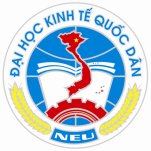 ĐẠI HỌC KINH TẾ QUỐC DÂN
NEU